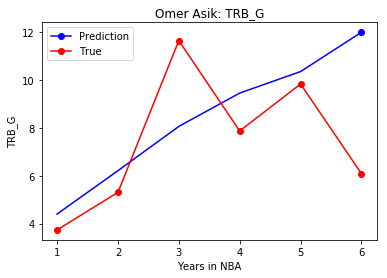 Omer Asik: TRB_G
Prediction
True
TRB_G
12
10
8
6
4
1 2 3 4 5 6
Years in NBA